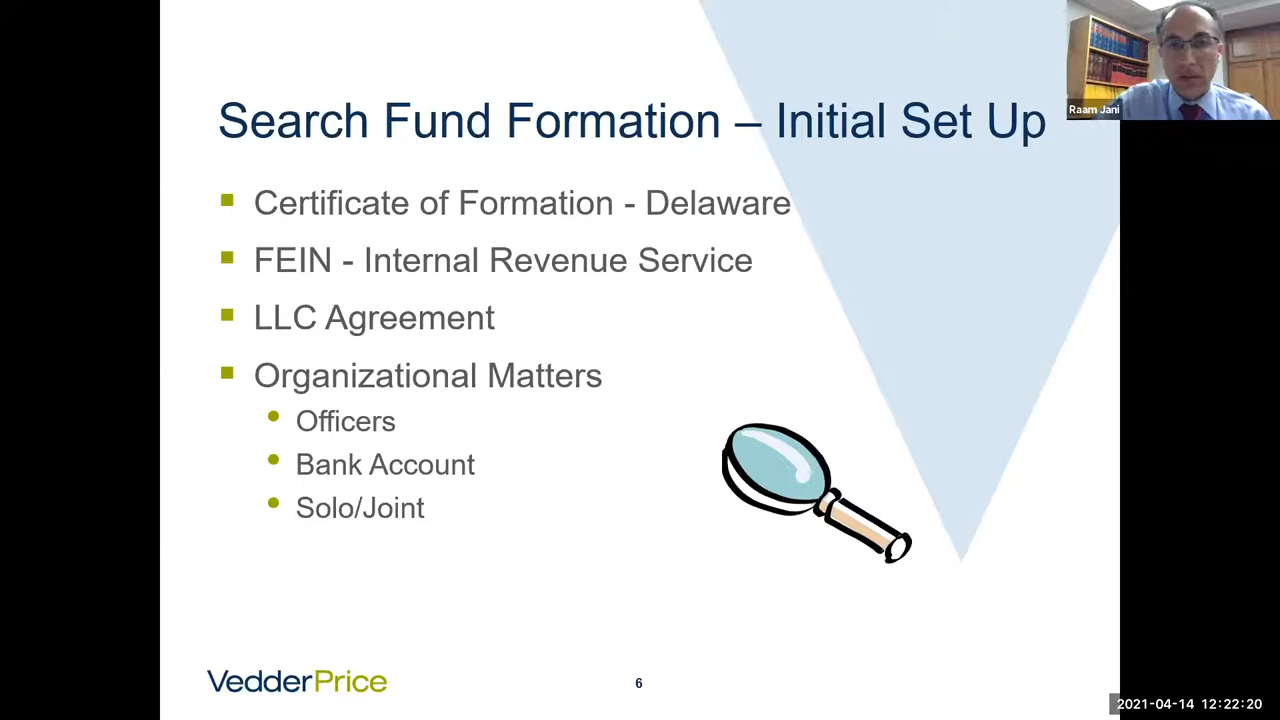 Raam Jani
Search Fund Formation – Initial Set Up
Certificate of Formation - Delaware
FEIN - Internal Revenue Service
LLC Agreement
Organizational Matters
Officers
Bank Account
Solo/Joint
VedderPrice
6
2021-04-14 12:22:20